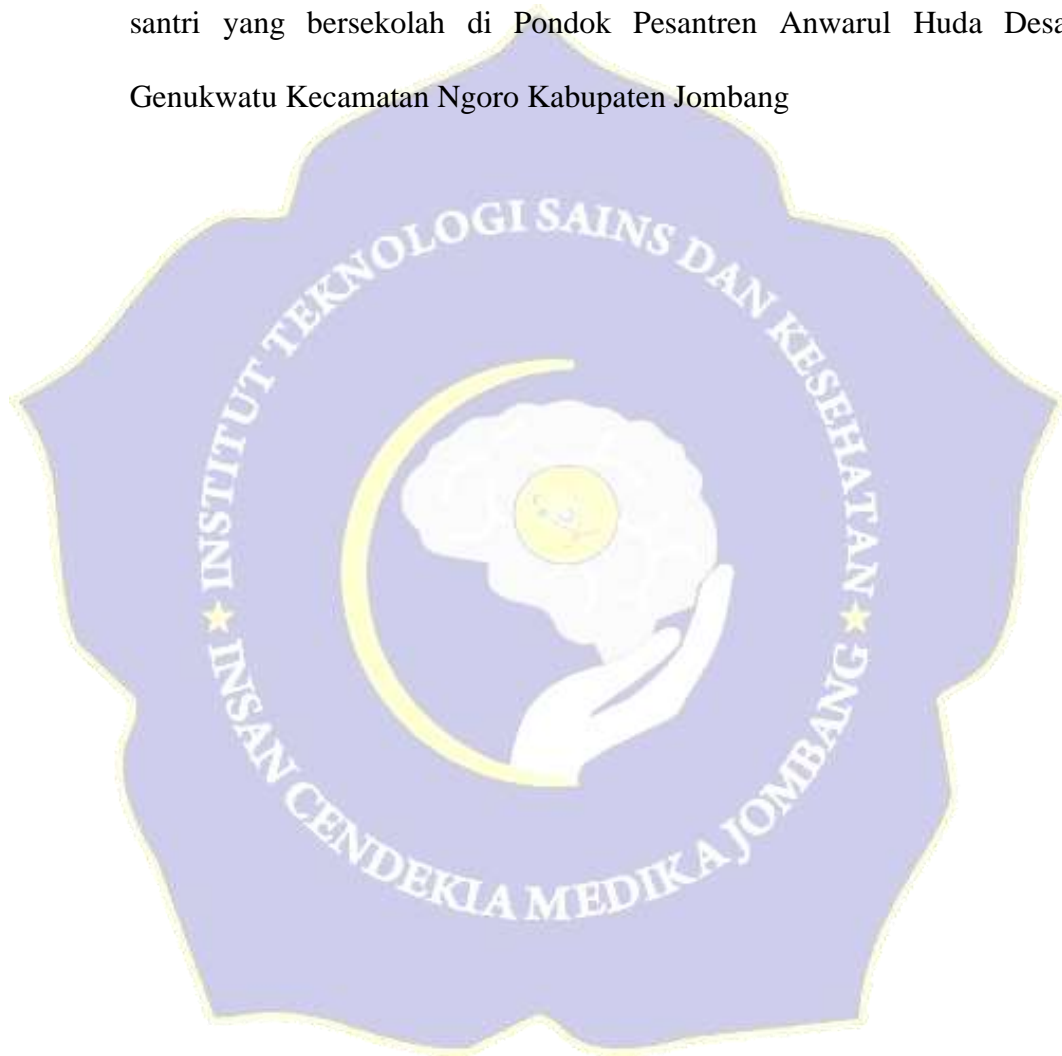 santri yang bersekolah di Pondok Pesantren Anwarul Huda Desa
Genukwatu Kecamatan Ngoro Kabupaten Jombang
INSTITUT TEKNOLOGI SAINS DAN KESEHATAN
INSAN CENDEKIA MEDIKA JOMBANG